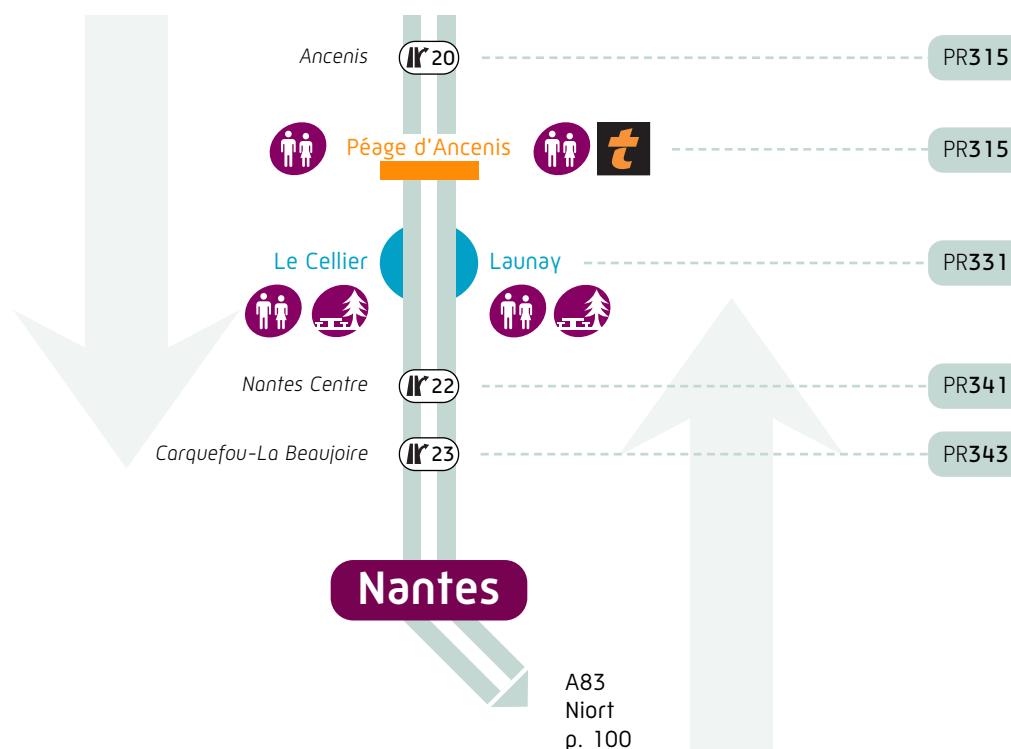 Ancenis 20 PR315
Péage d'Ancenis t PR315
Le Cellier Launay PR331
Nantes Centre 22 PR341
Carquefou-La Beaujoire 23 PR343
Nantes
A83
Niort
p. 100